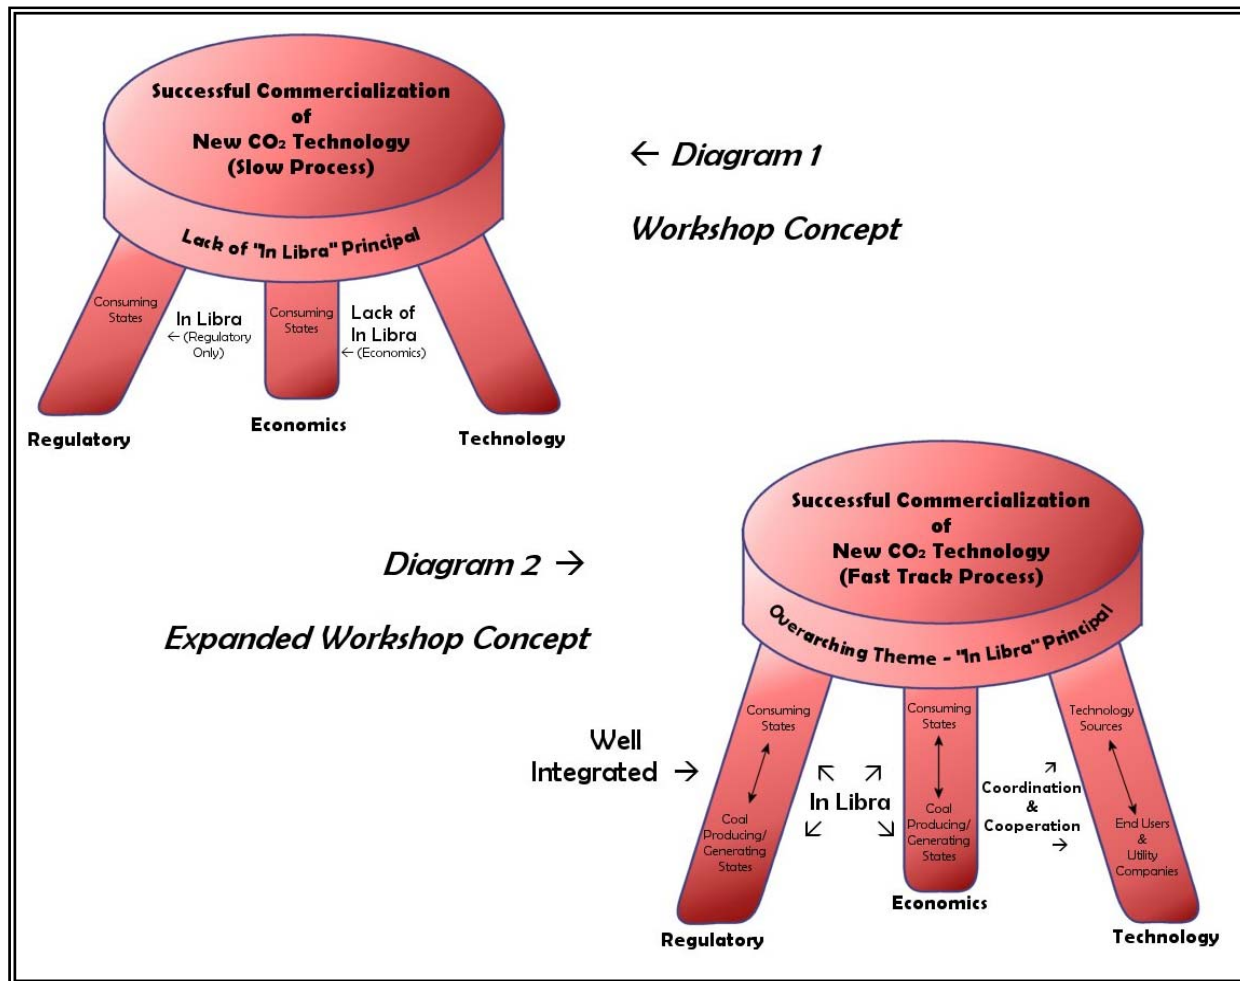 Successful Commercialization
of
New CO₂ Technology
(Slow Process)
Lack of "In Libra" Principal
Consuming
States
In Libra
← (Regulatory
Only)
Consuming
States
Lack of
In Libra
← (Economics)
Regulatory
Economics
Technology
← Diagram 1
Workshop Concept
Diagram 2 →
Expanded Workshop Concept
Successful Commercialization
of
New CO₂ Technology
(Fast Track Process)
Overarching Theme - "In Libra" Principal
Well
Integrated →
Consuming
States
Coal
Producing/
Generating
States
In Libra
Consuming
States
Coal
Producing/
Generating
States
Coordination
&
Cooperation
Technology
Sources
End Users
&
Utility
Companies
Regulatory
Economics
Technology